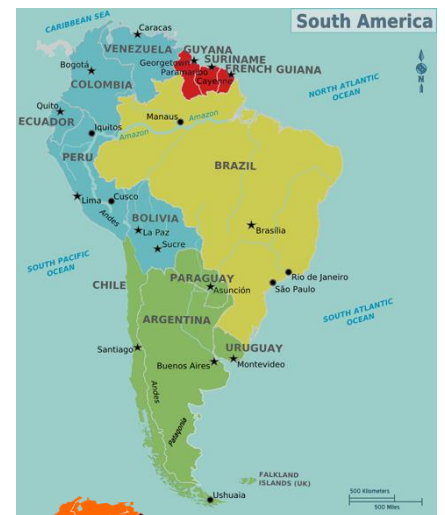 South America
CARIBBEAN SEA
Caracas
VENEZUELA
GUYANA
Georgetown
SURINAME
Paramaribo
FRENCH GUIANA
Cayenne
Bogotá
COLOMBIA
NORTH ATLANTIC
OCEAN
N
Quito
ECUADOR
Manaus
Amazon
Amazon
Iquitos
PERU
BRAZIL
Lima
Cusco
Andes
BOLIVIA
La Paz
Sucre
Brasília
SOUTH PACIFIC
OCEAN
Rio de Janeiro
São Paulo
PARAGUAY
Asunción
CHILE
SOUTH ATLANTIC
OCEAN
ARGENTINA
URUGUAY
Santiago
Buenos Aires
Montevideo
Andes
Patagonia
FALKLAND
ISLANDS (UK)
Ushuaia
500 Kilometers
500 Miles